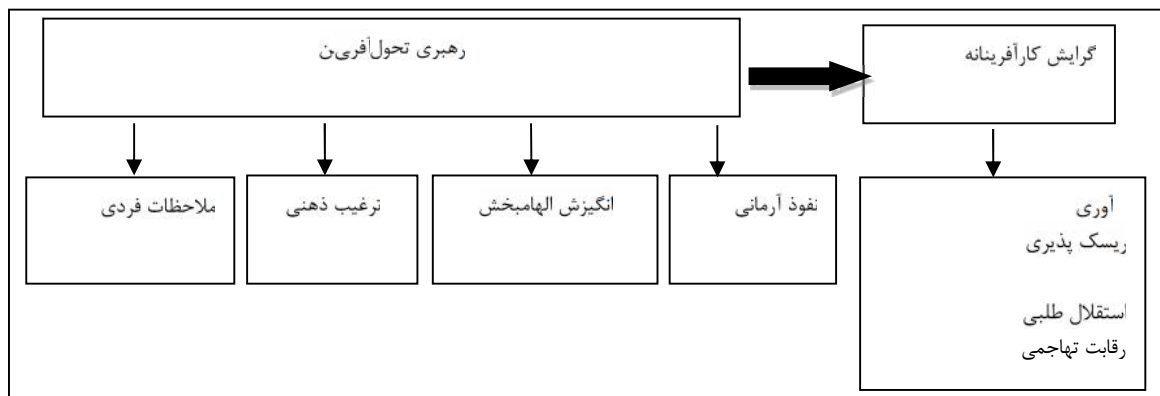 گرایش کارآفرینانه
رهبری تحول‌آفرین
نفوذ آرمانی
انگیزش الهامبخش
ترغیب ذهنی
ملاحظات فردی
آوری
ریسک پذیری
استقلال طلبی
رقابت تهاجمی